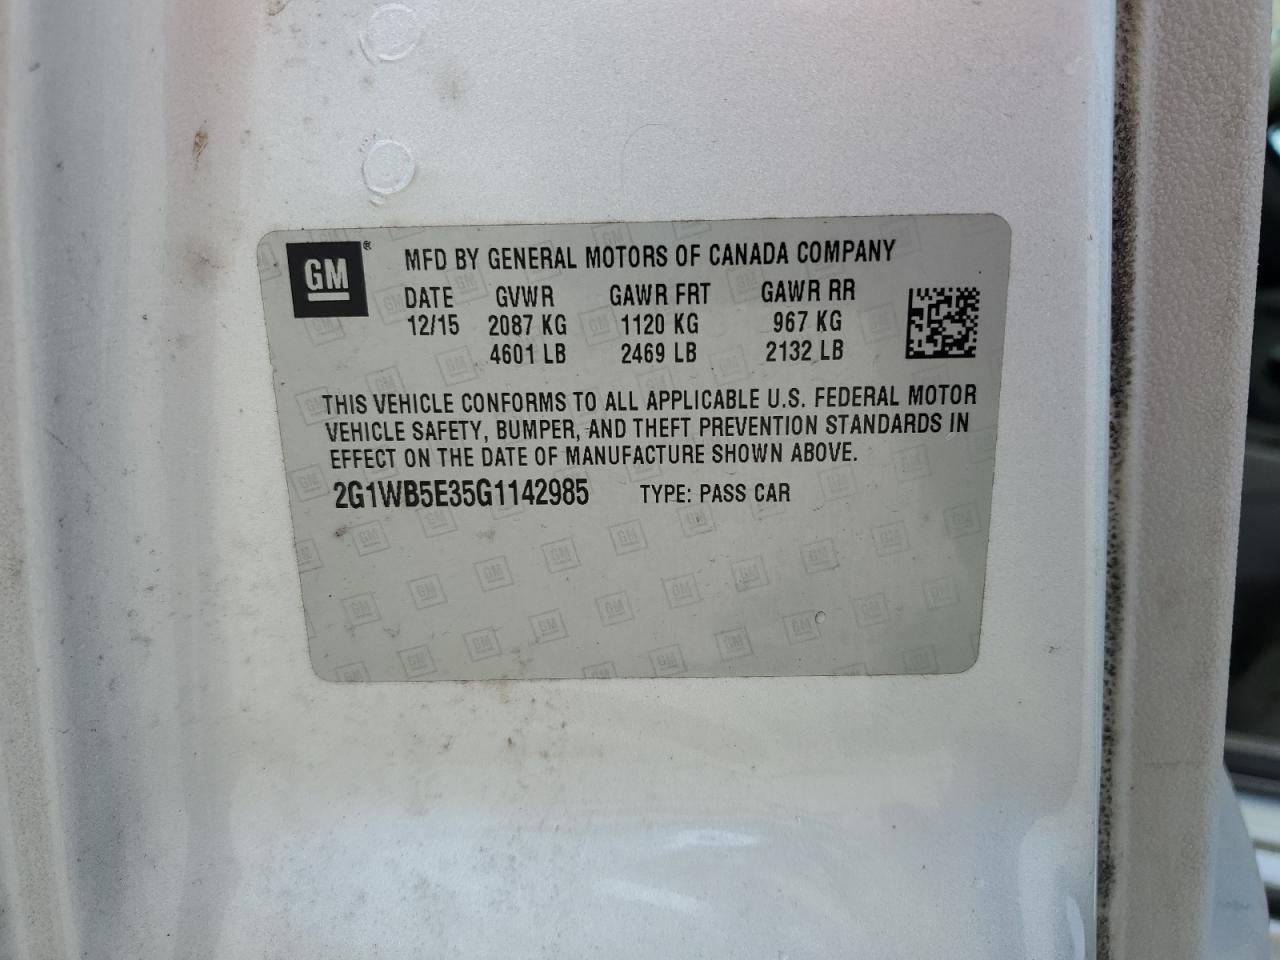 GM ® MFD BY GENERAL MOTORS OF CANADA COMPANY
DATE GVWR GAWR FRT GAWR RR
12/15 2087 KG 1120 KG 967 KG
4601 LB 2469 LB 2132 LB
THIS VEHICLE CONFORMS TO ALL APPLICABLE U.S. FEDERAL MOTOR
VEHICLE SAFETY, BUMPER, AND THEFT PREVENTION STANDARDS IN
EFFECT ON THE DATE OF MANUFACTURE SHOWN ABOVE.
2G1WB5E35G1142985 TYPE: PASS CAR